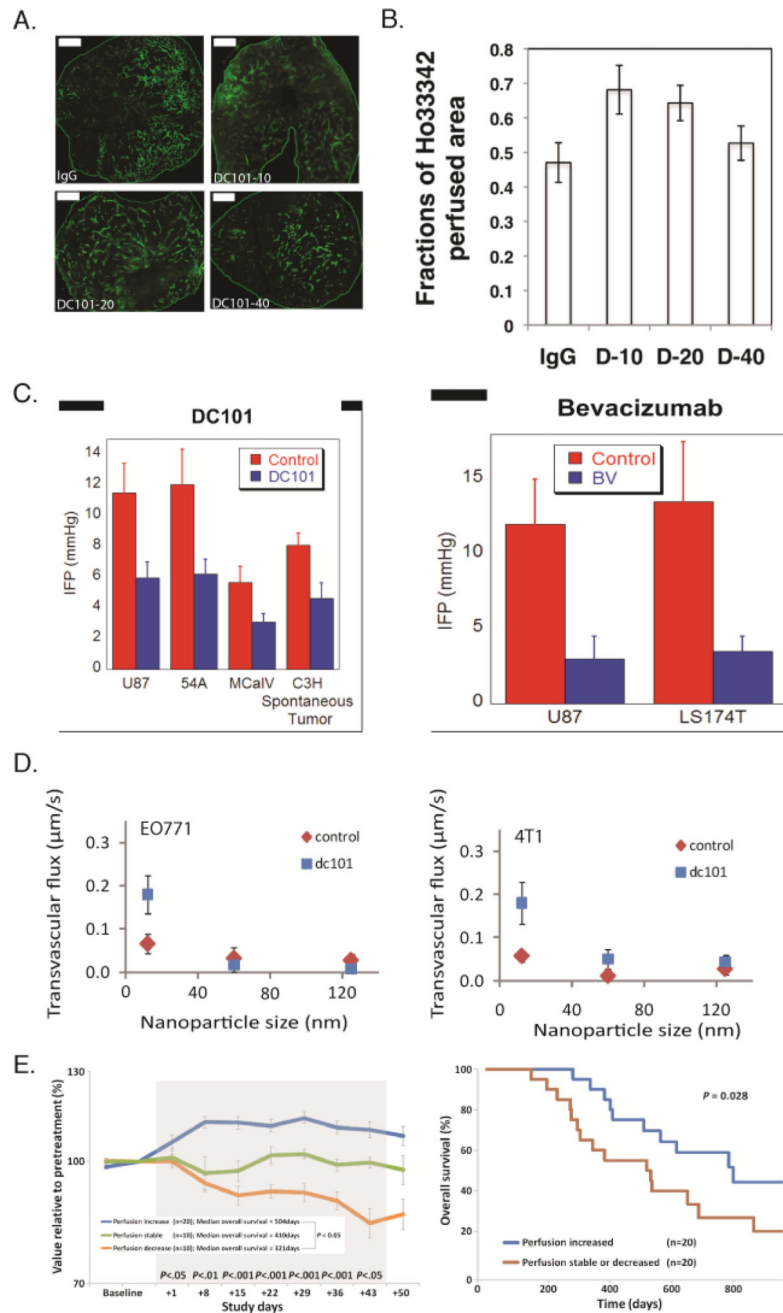 A.
IgG
DC101-10
DC101-20
DC101-40
B.
Fractions of Ho33342
perfused area
0.8
0.7
0.6
0.5
0.4
0.3
0.2
0.1
0
IgG D-10 D-20 D-40
C.
DC101
Control
DC101
IFP (mmHg)
14
12
10
8
6
4
2
0
U87 54A MCaIV C3H
Spontaneous
Tumor
Bevacizumab
Control
BV
IFP (mmHg)
15
10
5
0
U87 LS174T
D.
Transvascular flux (µm/s)
EO771
control
dc101
0.3
0.2
0.1
0.0
0 40 80 120
Nanoparticle size (nm)
Transvascular flux (µm/s)
4T1
control
dc101
0.3
0.2
0.1
0.0
0 40 80 120
Nanoparticle size (nm)
E.
Value relative to pretreatment (%)
130
100
70
Perfusion increase (n=20); Median overall survival = 504days
Perfusion stable (n=10); Median overall survival = 410days
P < 0.05
Perfusion decrease (n=10); Median overall survival = 321days
P<.05 P<.01 P<.001 P<.001 P<.001 P<.001 P<.05
Baseline +1 +8 +15 +22 +29 +36 +43 +50
Study days
Overall survival (%)
100
80
60
40
20
0
P = 0.028
Perfusion increased (n=20)
Perfusion stable or decreased (n=20)
0 200 400 600 800
Time (days)